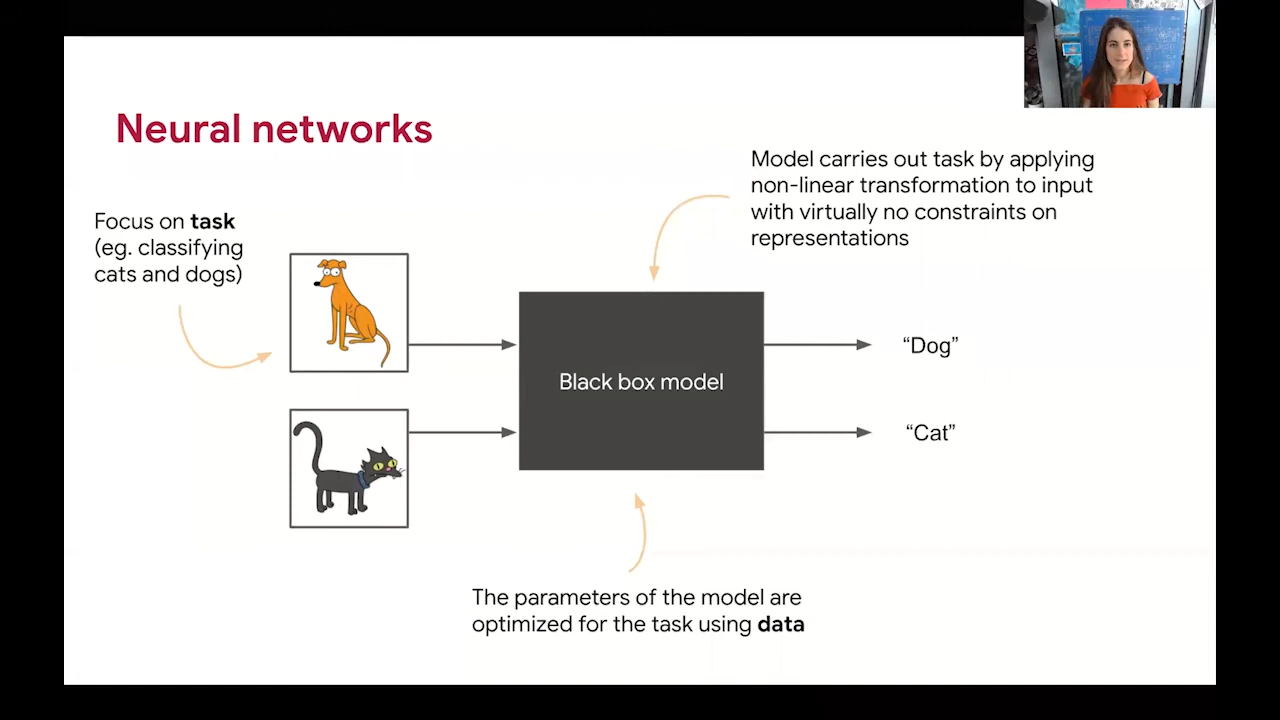 Neural networks
Model carries out task by applying
non-linear transformation to input
with virtually no constraints on
representations
Focus on task
(eg. classifying
cats and dogs)
Black box model
“Dog”
“Cat”
The parameters of the model are
optimized for the task using data